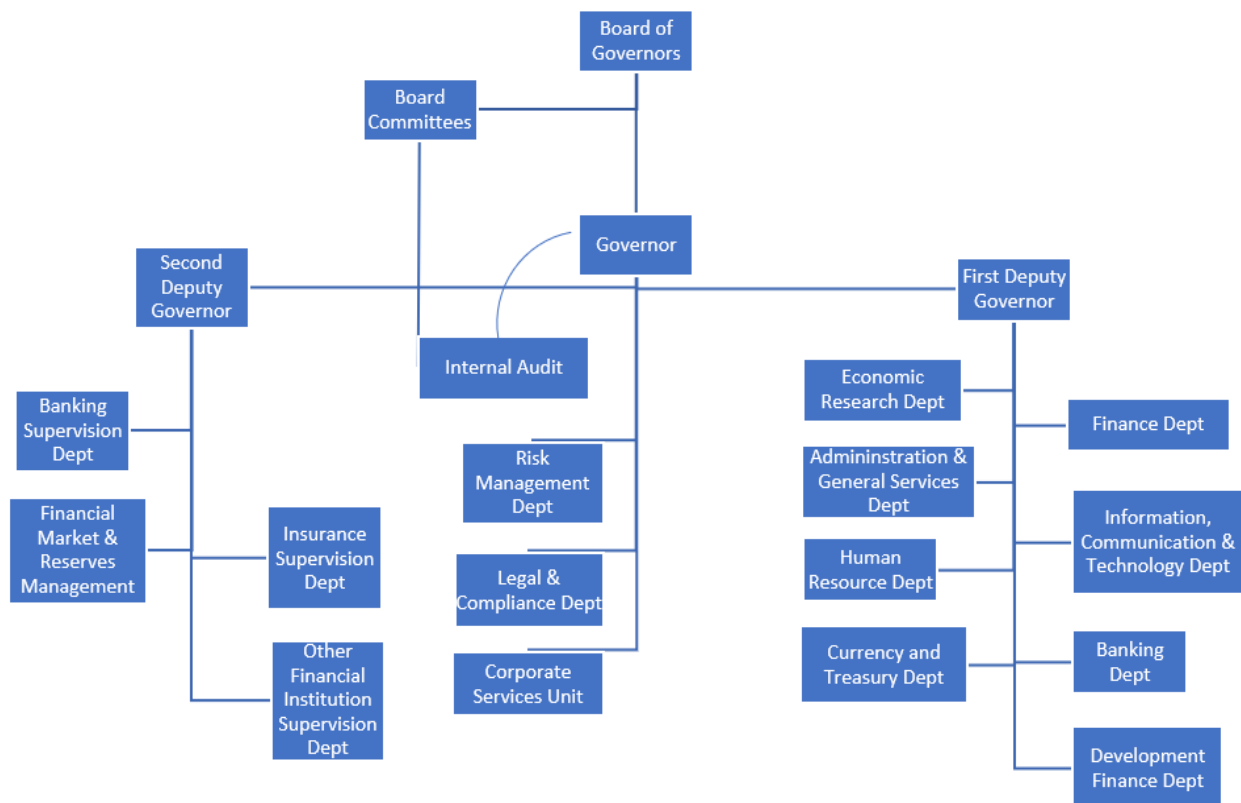 Board of
Governors
Board
Committees
Governor
Second
Deputy
Governor
First Deputy
Governor
Internal Audit
Banking
Supervision
Dept
Financial
Market &
Reserves
Management
Insurance
Supervision
Dept
Other
Financial
Institution
Supervision
Dept
Risk
Management
Dept
Legal &
Compliance Dept
Corporate
Services Unit
Economic
Research Dept
Finance Dept
Admininstration &
General Services
Dept
Information,
Communication &
Technology Dept
Human
Resource Dept
Currency and
Treasury Dept
Banking
Dept
Development
Finance Dept